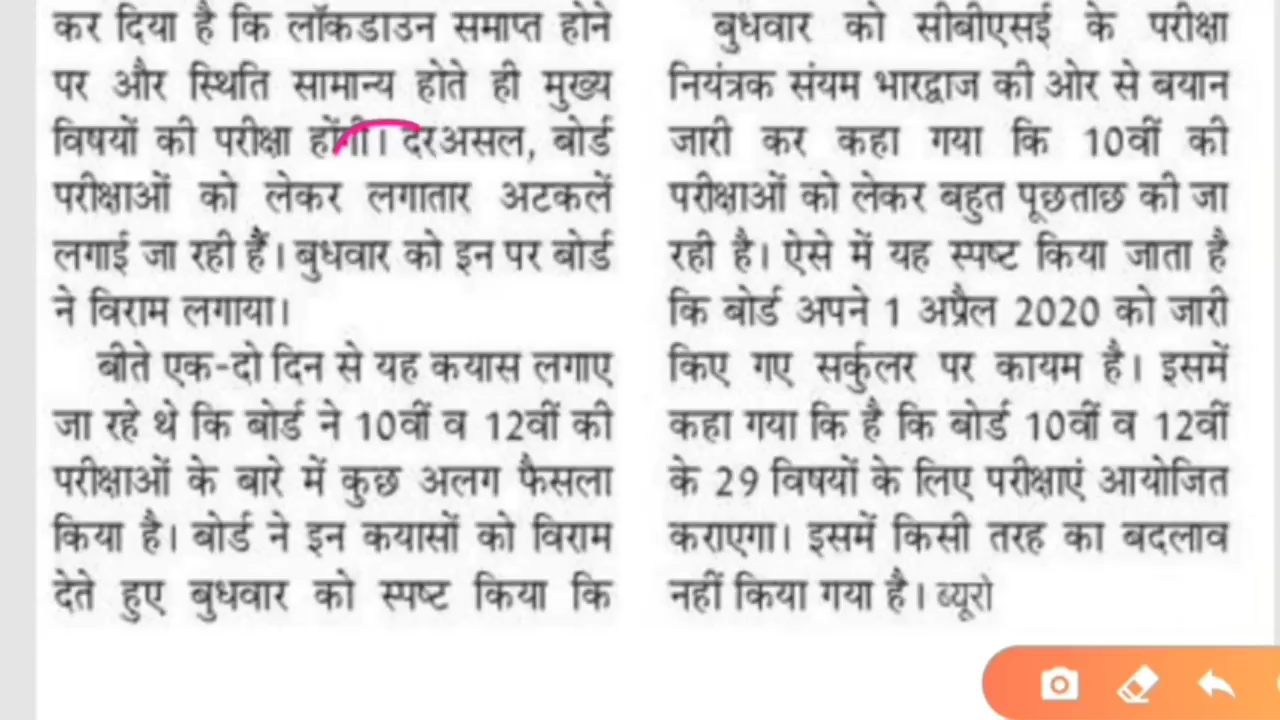 कर दिया है कि लॉकडाउन समाप्त होने
पर और स्थिति सामान्य होते ही मुख्य
विषयों की परीक्षा होंगी। दरअसल, बोर्ड
परीक्षाओं को लेकर लगातार अटकलें
लगाई जा रही हैं। बुधवार को इन पर बोर्ड
ने विराम लगाया।
बीते एक-दो दिन से यह कयास लगाए
जा रहे थे कि बोर्ड ने 10वीं व 12वीं की
परीक्षाओं के बारे में कुछ अलग फैसला
किया है। बोर्ड ने इन कयासों को विराम
देते हुए बुधवार को स्पष्ट किया कि
बुधवार को सीबीएसई के परीक्षा
नियंत्रक संयम भारद्वाज की ओर से बयान
जारी कर कहा गया कि 10वीं की
परीक्षाओं को लेकर बहुत पूछताछ की जा
रही है। ऐसे में यह स्पष्ट किया जाता है
कि बोर्ड अपने 1 अप्रैल 2020 को जारी
किए गए सर्कुलर पर कायम है। इसमें
कहा गया कि है कि बोर्ड 10वीं व 12वीं
के 29 विषयों के लिए परीक्षाएं आयोजित
कराएगा। इसमें किसी तरह का बदलाव
नहीं किया गया है। ब्यूरो